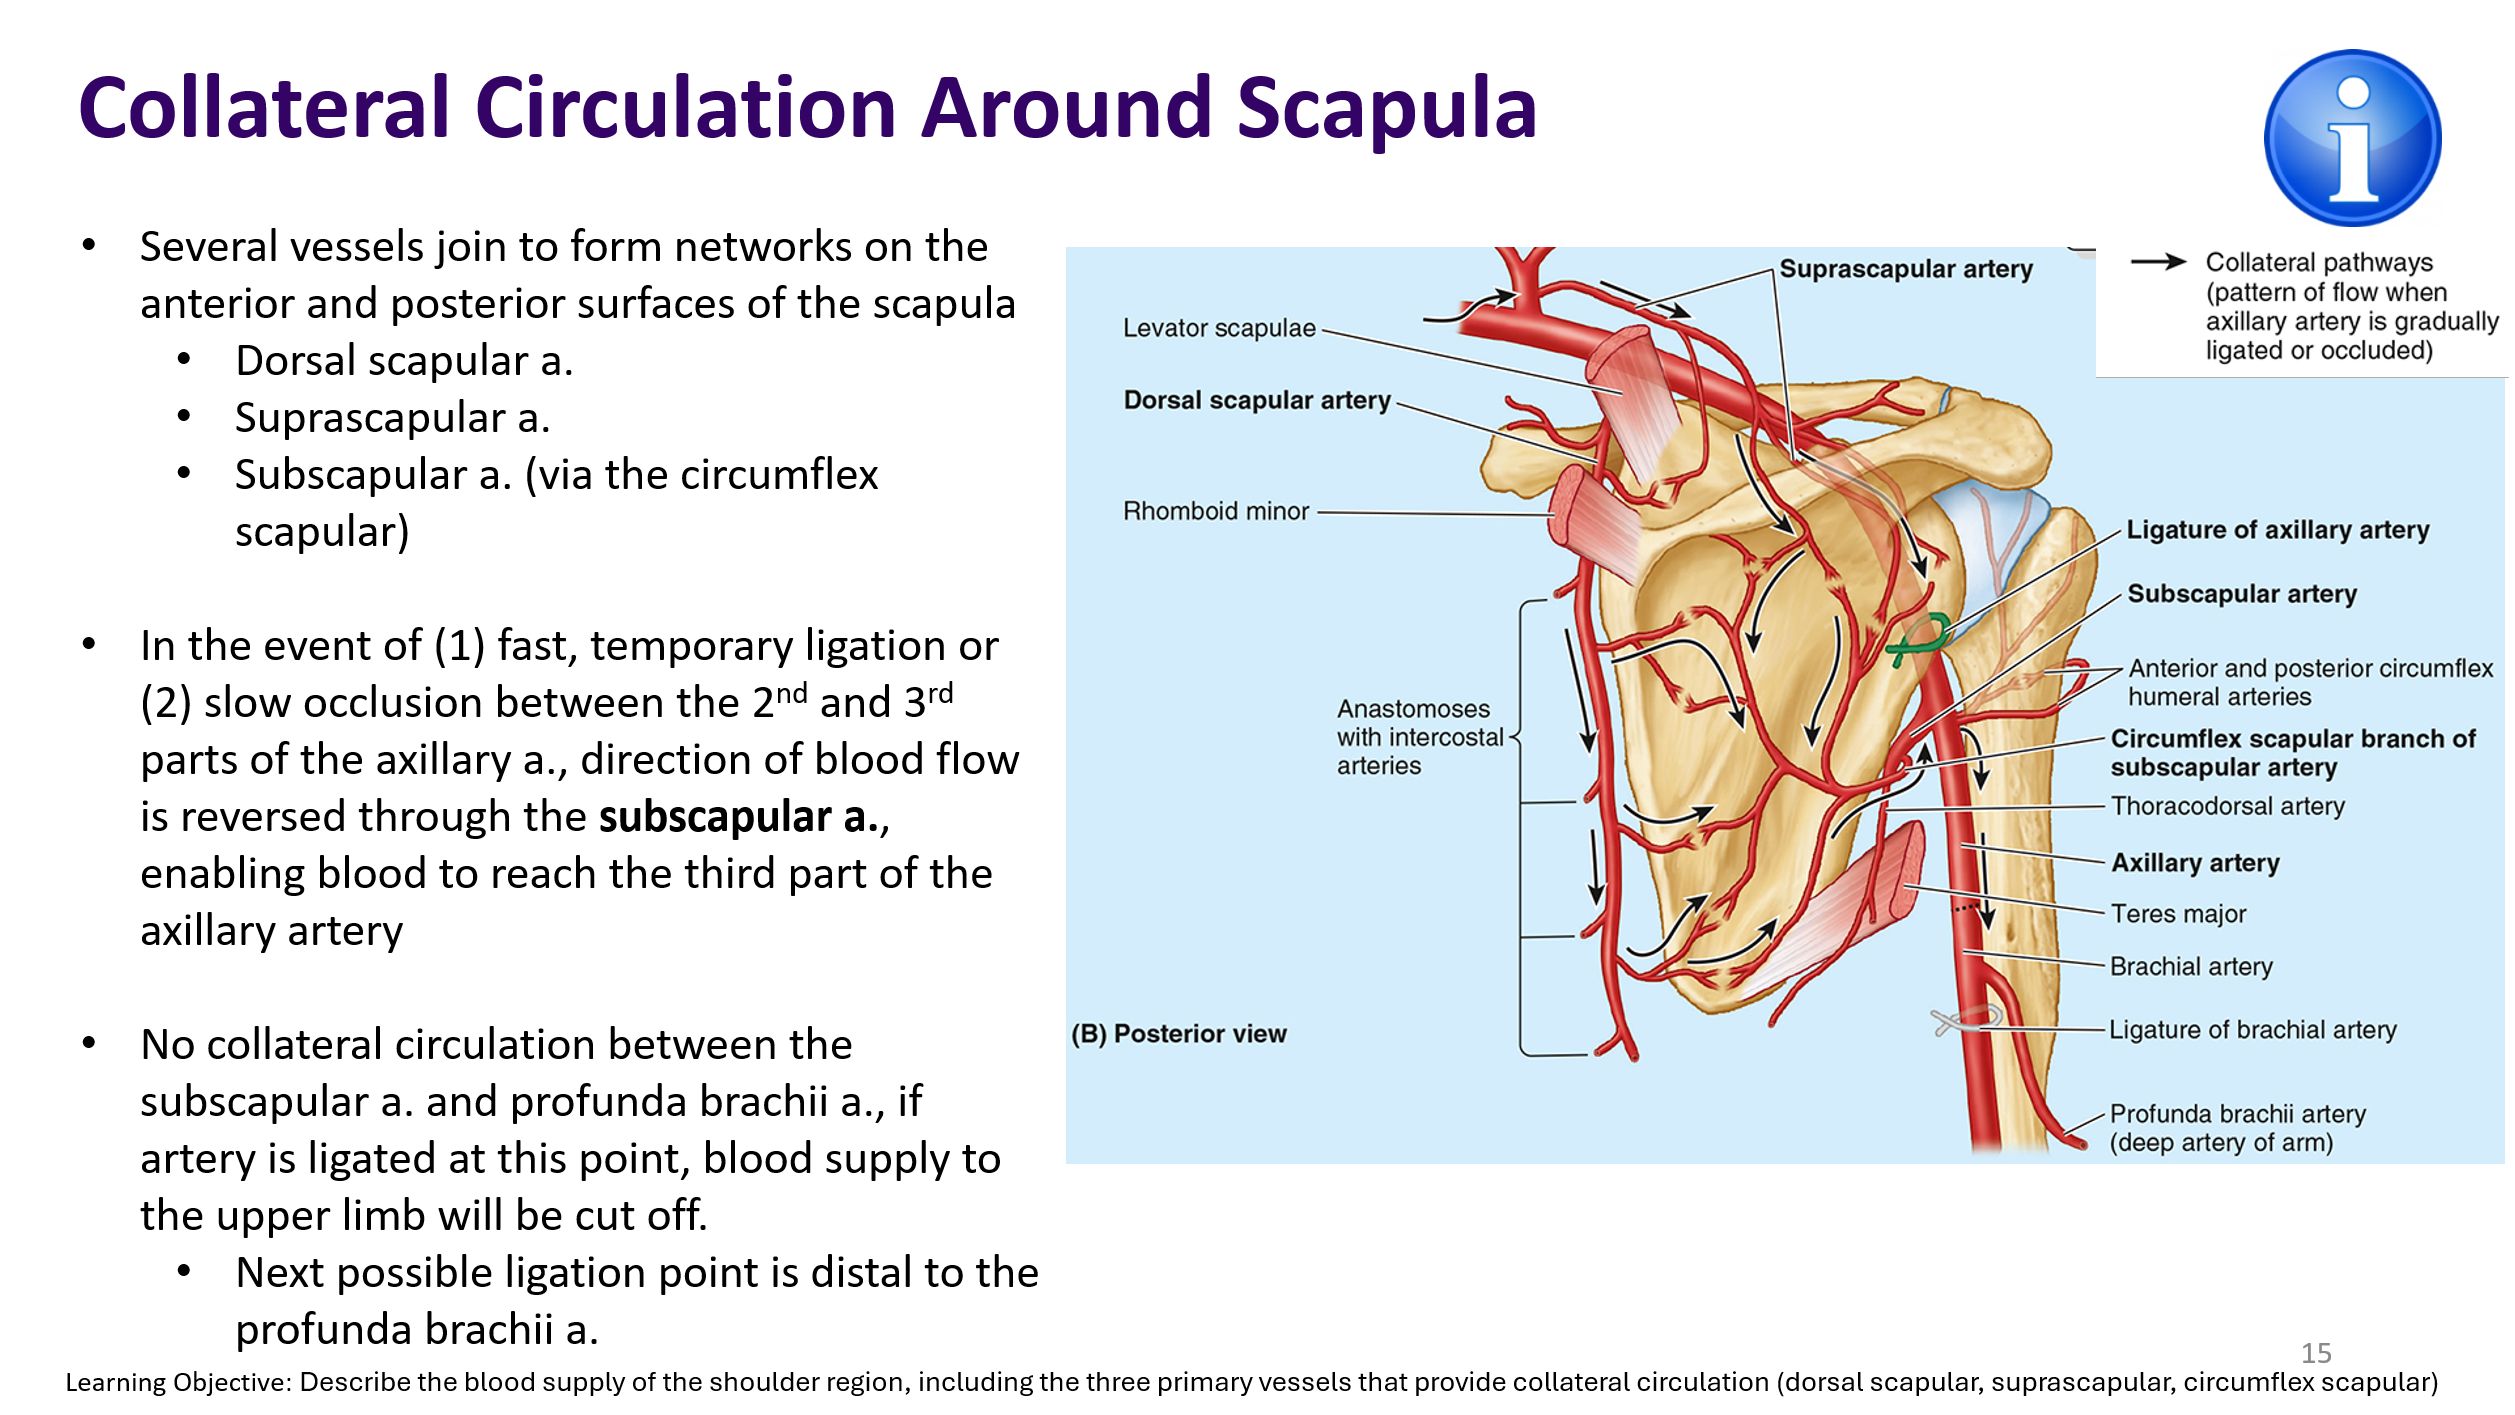 Collateral Circulation Around Scapula
• Several vessels join to form networks on the
anterior and posterior surfaces of the scapula
• Dorsal scapular a.
• Suprascapular a.
• Subscapular a. (via the circumflex
scapular)
• In the event of (1) fast, temporary ligation or
(2) slow occlusion between the 2nd and 3rd
parts of the axillary a., direction of blood flow
is reversed through the subscapular a.,
enabling blood to reach the third part of the
axillary artery
• No collateral circulation between the
subscapular a. and profunda brachii a., if
artery is ligated at this point, blood supply to
the upper limb will be cut off.
• Next possible ligation point is distal to the
profunda brachii a.
i
Collateral pathways
(pattern of flow when
axillary artery is gradually
ligated or occluded)
Suprascapular artery
Levator scapulae
Dorsal scapular artery
Rhomboid minor
Anastomoses
with intercostal
arteries
(B) Posterior view
Ligature of axillary artery
Subscapular artery
Anterior and posterior circumflex
humeral arteries
Circumflex scapular branch of
subscapular artery
Thoracodorsal artery
Axillary artery
Teres major
Brachial artery
Ligature of brachial artery
Profunda brachii artery
(deep artery of arm)
15
Learning Objective: Describe the blood supply of the shoulder region, including the three primary vessels that provide collateral circulation (dorsal scapular, suprascapular, circumflex scapular)